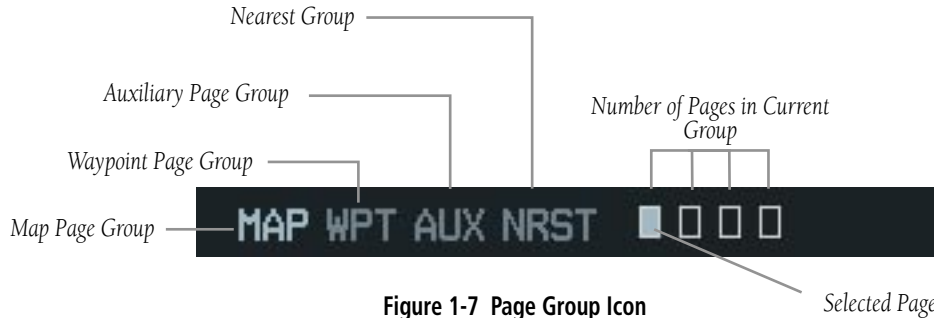 Nearest Group
Auxiliary Page Group
Number of Pages in Current
Group
Waypoint Page Group
Map Page Group
MAP WPT AUX NRST
Selected Page
Figure 1-7 Page Group Icon